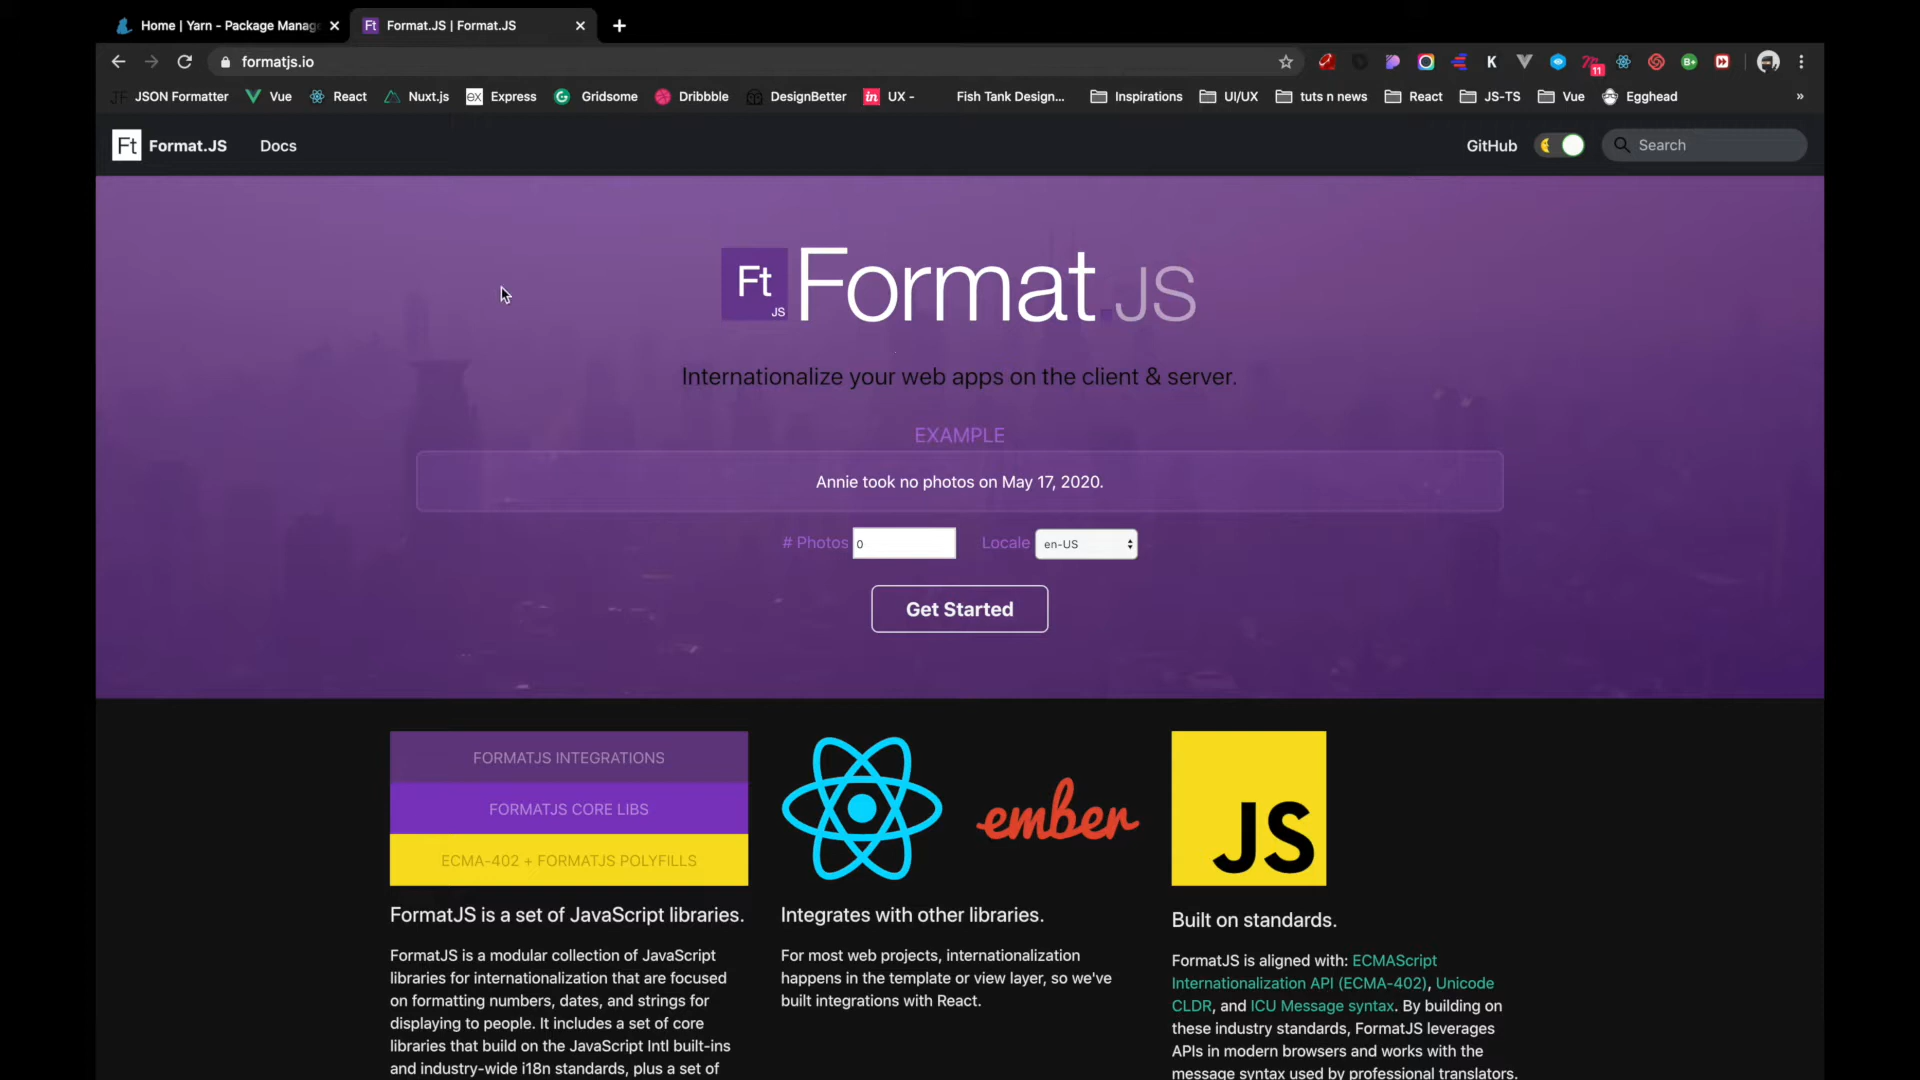 Home | Yarn - Package Manag
Format.JS | Format.JS
formatjs.io
11
JSON Formatter
Vue
React
Nuxt.js
ex Express
Gridsome
Dribbble
DesignBetter
in UX -
Fish Tank Design...
Inspirations
UI/UX
tuts n news
React
JS-TS
Vue
Egghead
»
Ft Format.JS
Docs
GitHub
Search
Ft JS Format.JS
Internationalize your web apps on the client & server.
EXAMPLE
Annie took no photos on May 17, 2020.
# Photos 0 Locale en-US
Get Started
FORMATJS INTEGRATIONS
FORMATJS CORE LIBS
ECMA-402 + FORMATJS POLYFILLS
FormatJS is a set of JavaScript libraries.
FormatJS is a modular collection of JavaScript
libraries for internationalization that are focused
on formatting numbers, dates, and strings for
displaying to people. It includes a set of core
libraries that build on the JavaScript Intl built-ins
and industry-wide i18n standards, plus a set of
ember
Integrates with other libraries.
For most web projects, internationalization
happens in the template or view layer, so we've
built integrations with React.
JS
Built on standards.
FormatJS is aligned with: ECMAScript
Internationalization API (ECMA-402), Unicode
CLDR, and ICU Message syntax. By building on
these industry standards, FormatJS leverages
APIs in modern browsers and works with the
message syntax used by professional translators.